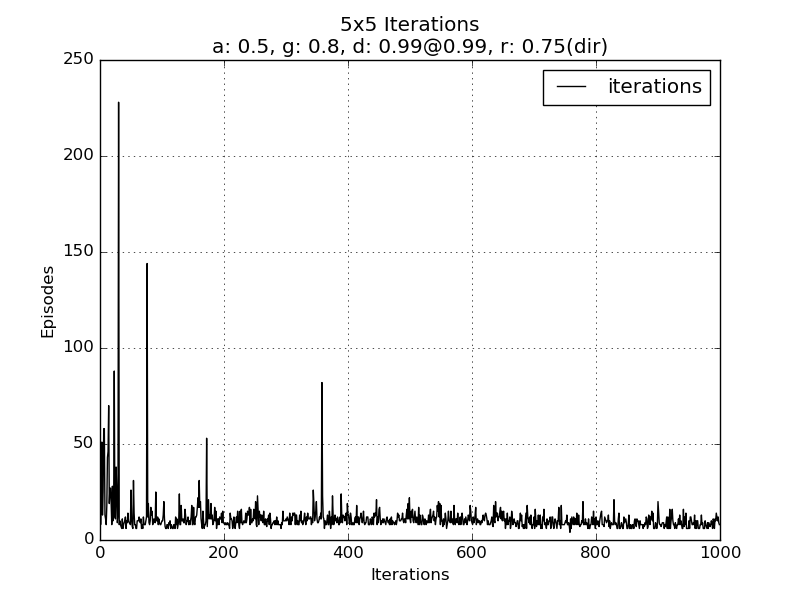 5x5 Iterations
a: 0.5, g: 0.8, d: 0.99@0.99, r: 0.75(dir)
250
iterations
200
150
Episodes
100
50
0
0 200 400 600 800 1000
Iterations